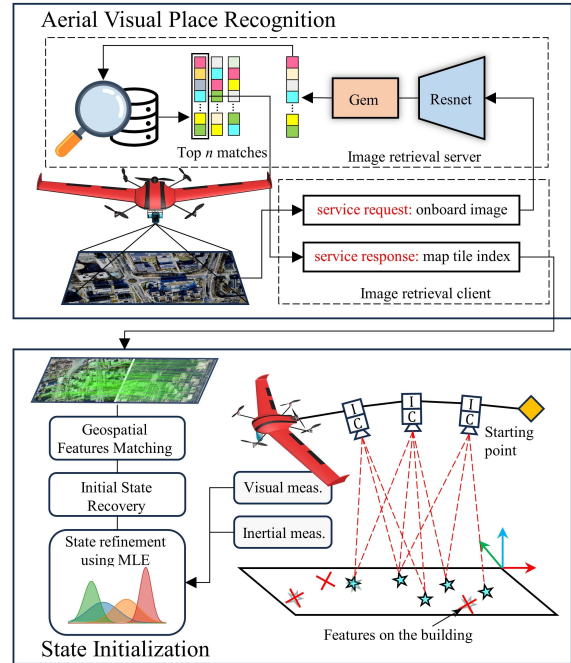 Aerial Visual Place Recognition
Gem
Resnet
Top n matches
Image retrieval server
service request: onboard image
service response: map tile index
Image retrieval client
Geospatial
Features Matching
Initial State
Recovery
State refinement
using MLE
Visual meas.
Inertial meas.
I
C
I
C
I
C
Starting
point
Features on the building
State Initialization